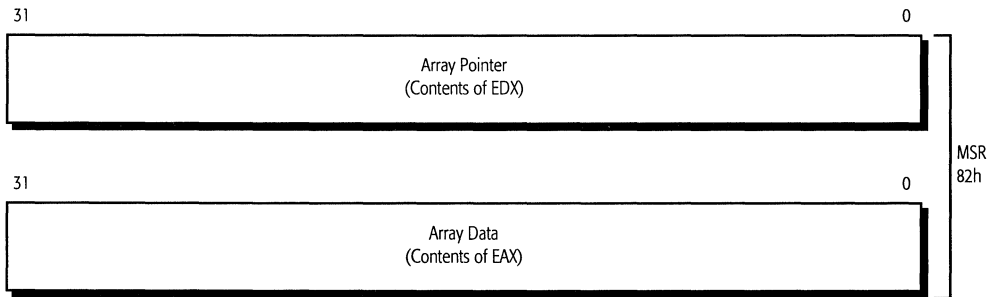 31 0
Array Pointer
(Contents of EDX)
MSR
82h
31 0
Array Data
(Contents of EAX)